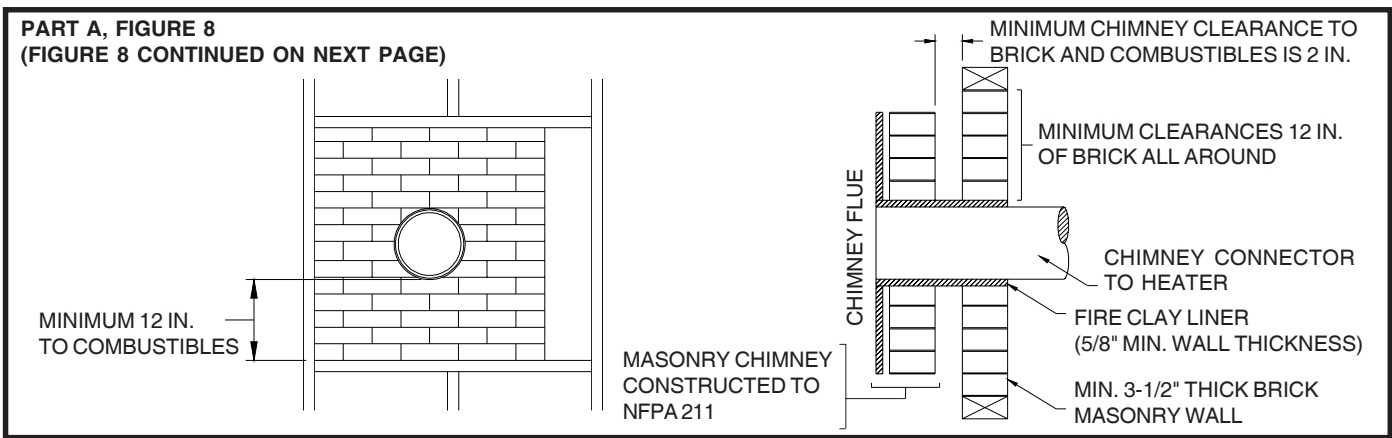 PART A, FIGURE 8
(FIGURE 8 CONTINUED ON NEXT PAGE)
MINIMUM 12 IN.
TO COMBUSTIBLES
MINIMUM CHIMNEY CLEARANCE TO
BRICK AND COMBUSTIBLES IS 2 IN.
MINIMUM CLEARANCES 12 IN.
OF BRICK ALL AROUND
CHIMNEY FLUE
CHIMNEY CONNECTOR
TO HEATER
FIRE CLAY LINER
(5/8" MIN. WALL THICKNESS)
MASONRY CHIMNEY
CONSTRUCTED TO
NFPA 211
MIN. 3-1/2" THICK BRICK
MASONRY WALL